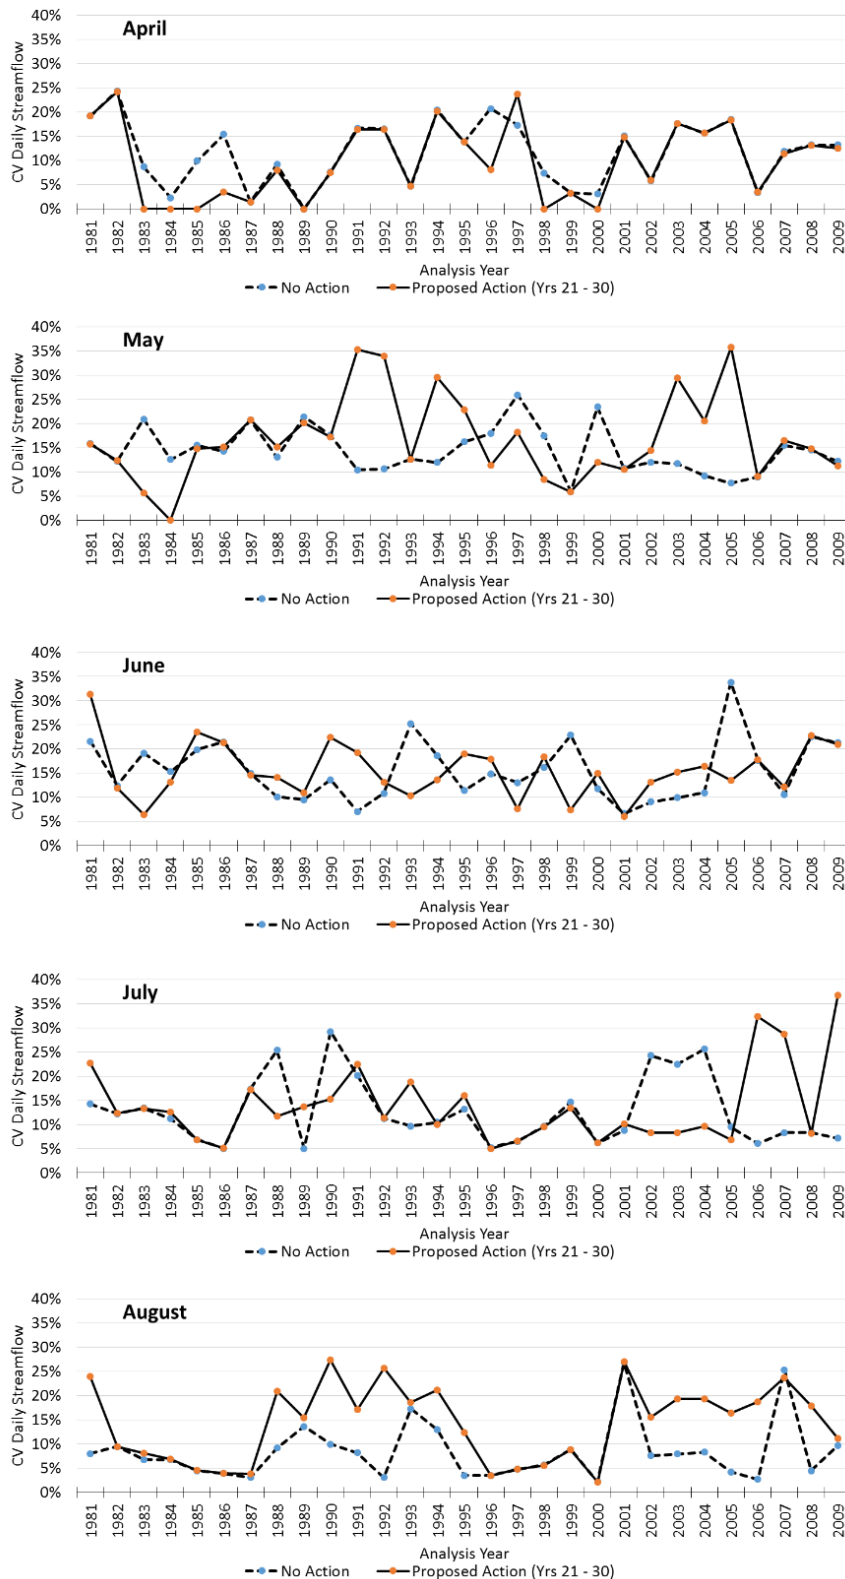 April
CV Daily Streamflow
40%
35%
30%
25%
20%
15%
10%
5%
0%
1981 1982 1983 1984 1985 1986 1987 1988 1989 1990 1991 1992 1993 1994 1995 1996 1997 1998 1999 2000 2001 2002 2003 2004 2005 2006 2007 2008 2009
Analysis Year
No Action Proposed Action (Yrs 21 - 30)
May
CV Daily Streamflow
40%
35%
30%
25%
20%
15%
10%
5%
0%
1981 1982 1983 1984 1985 1986 1987 1988 1989 1990 1991 1992 1993 1994 1995 1996 1997 1998 1999 2000 2001 2002 2003 2004 2005 2006 2007 2008 2009
Analysis Year
No Action Proposed Action (Yrs 21 - 30)
June
CV Daily Streamflow
40%
35%
30%
25%
20%
15%
10%
5%
0%
1981 1982 1983 1984 1985 1986 1987 1988 1989 1990 1991 1992 1993 1994 1995 1996 1997 1998 1999 2000 2001 2002 2003 2004 2005 2006 2007 2008 2009
Analysis Year
No Action Proposed Action (Yrs 21 - 30)
July
CV Daily Streamflow
40%
35%
30%
25%
20%
15%
10%
5%
0%
1981 1982 1983 1984 1985 1986 1987 1988 1989 1990 1991 1992 1993 1994 1995 1996 1997 1998 1999 2000 2001 2002 2003 2004 2005 2006 2007 2008 2009
Analysis Year
No Action Proposed Action (Yrs 21 - 30)
August
CV Daily Streamflow
40%
35%
30%
25%
20%
15%
10%
5%
0%
1981 1982 1983 1984 1985 1986 1987 1988 1989 1990 1991 1992 1993 1994 1995 1996 1997 1998 1999 2000 2001 2002 2003 2004 2005 2006 2007 2008 2009
Analysis Year
No Action Proposed Action (Yrs 21 - 30)